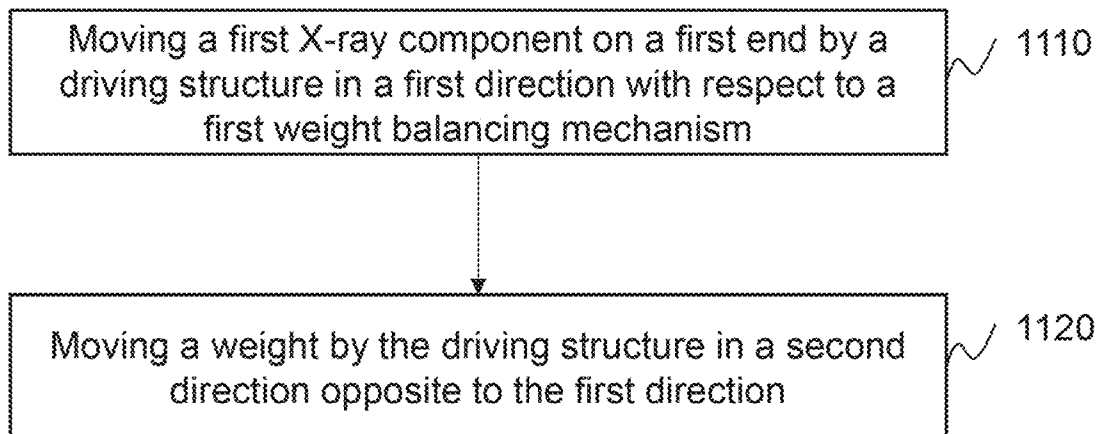 Moving a first X-ray component on a first end by a
driving structure in a first direction with respect to a
first weight balancing mechanism
1110
Moving a weight by the driving structure in a second
direction opposite to the first direction
1120